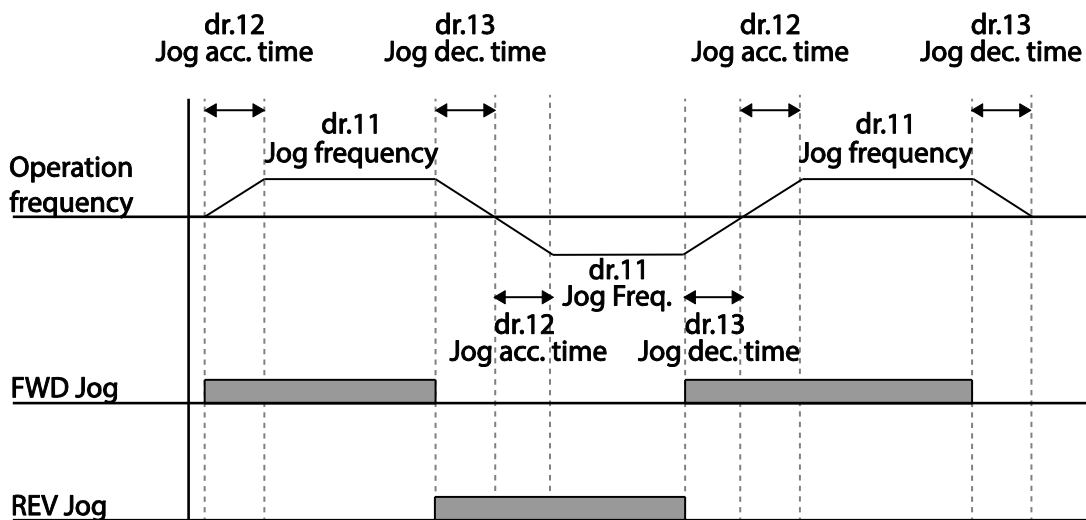 dr.12
Jog acc. time
dr.13
Jog dec. time
dr.12
Jog acc. time
dr.13
Jog dec. time
dr.11
Jog frequency
dr.11
Jog frequency
Operation
frequency
dr.11
Jog Freq.
dr.12
Jog acc. time
dr.13
Jog dec. time
FWD Jog
REV Jog